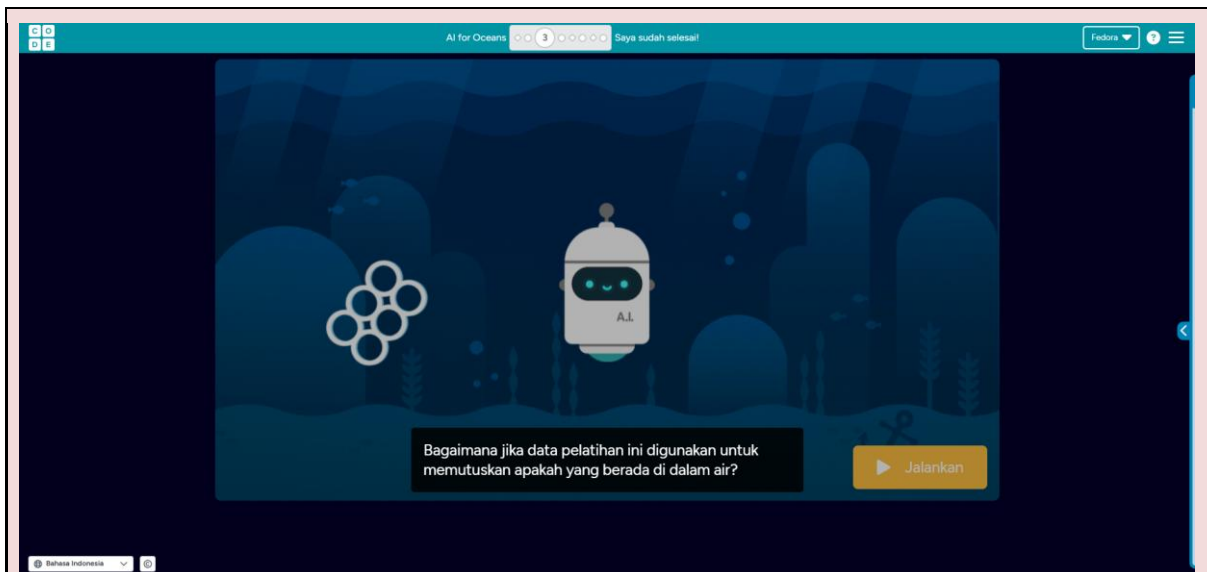 C O
D E
AI for Oceans 3 Saya sudah selesai!
Fedora
?
A.I.
Bagaimana jika data pelatihan ini digunakan untuk
memutuskan apakah yang berada di dalam air?
Jalankan
Bahasa Indonesia
©